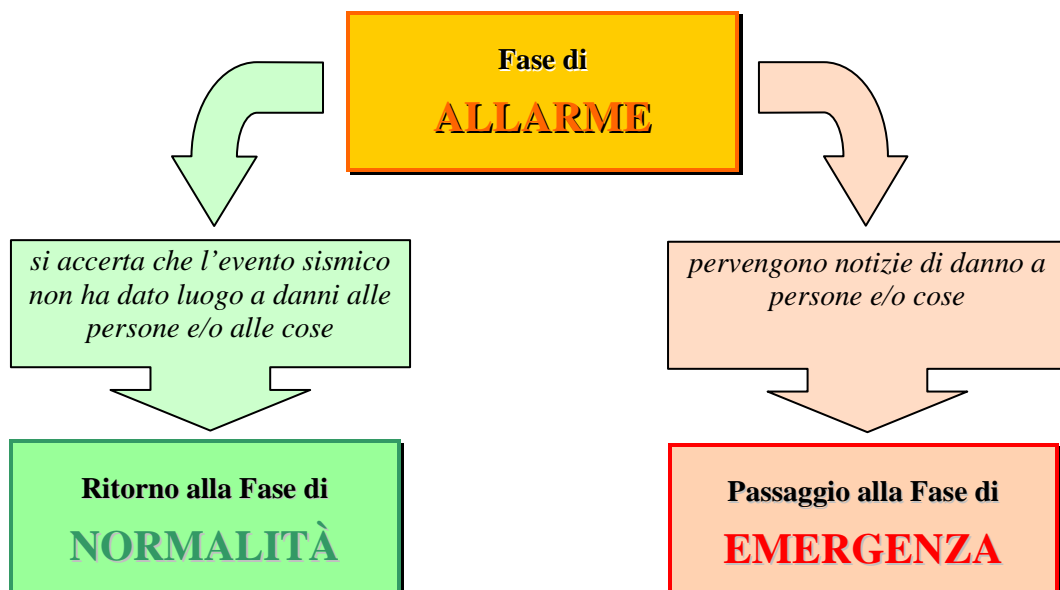 Fase di
ALLARME
si accerta che l’evento sismico
non ha dato luogo a danni alle
persone e/o alle cose
pervengono notizie di danno a
persone e/o cose
Ritorno alla Fase di
NORMALITÀ
Passaggio alla Fase di
EMERGENZA